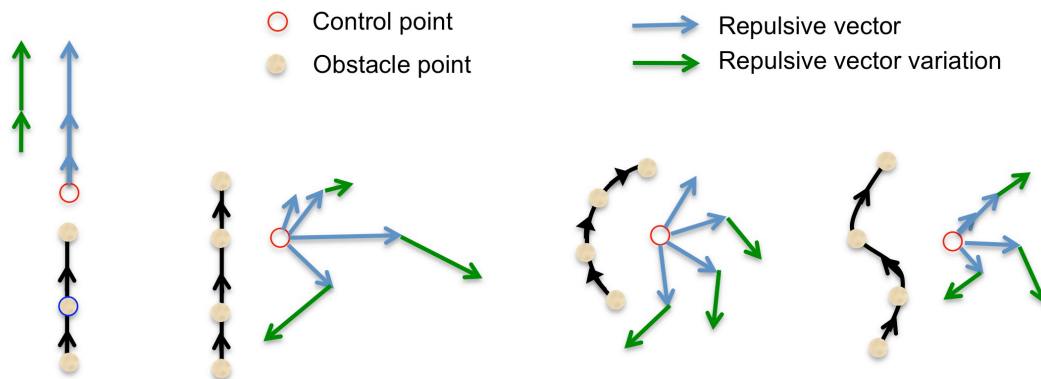 Control point
Obstacle point
Repulsive vector
Repulsive vector variation